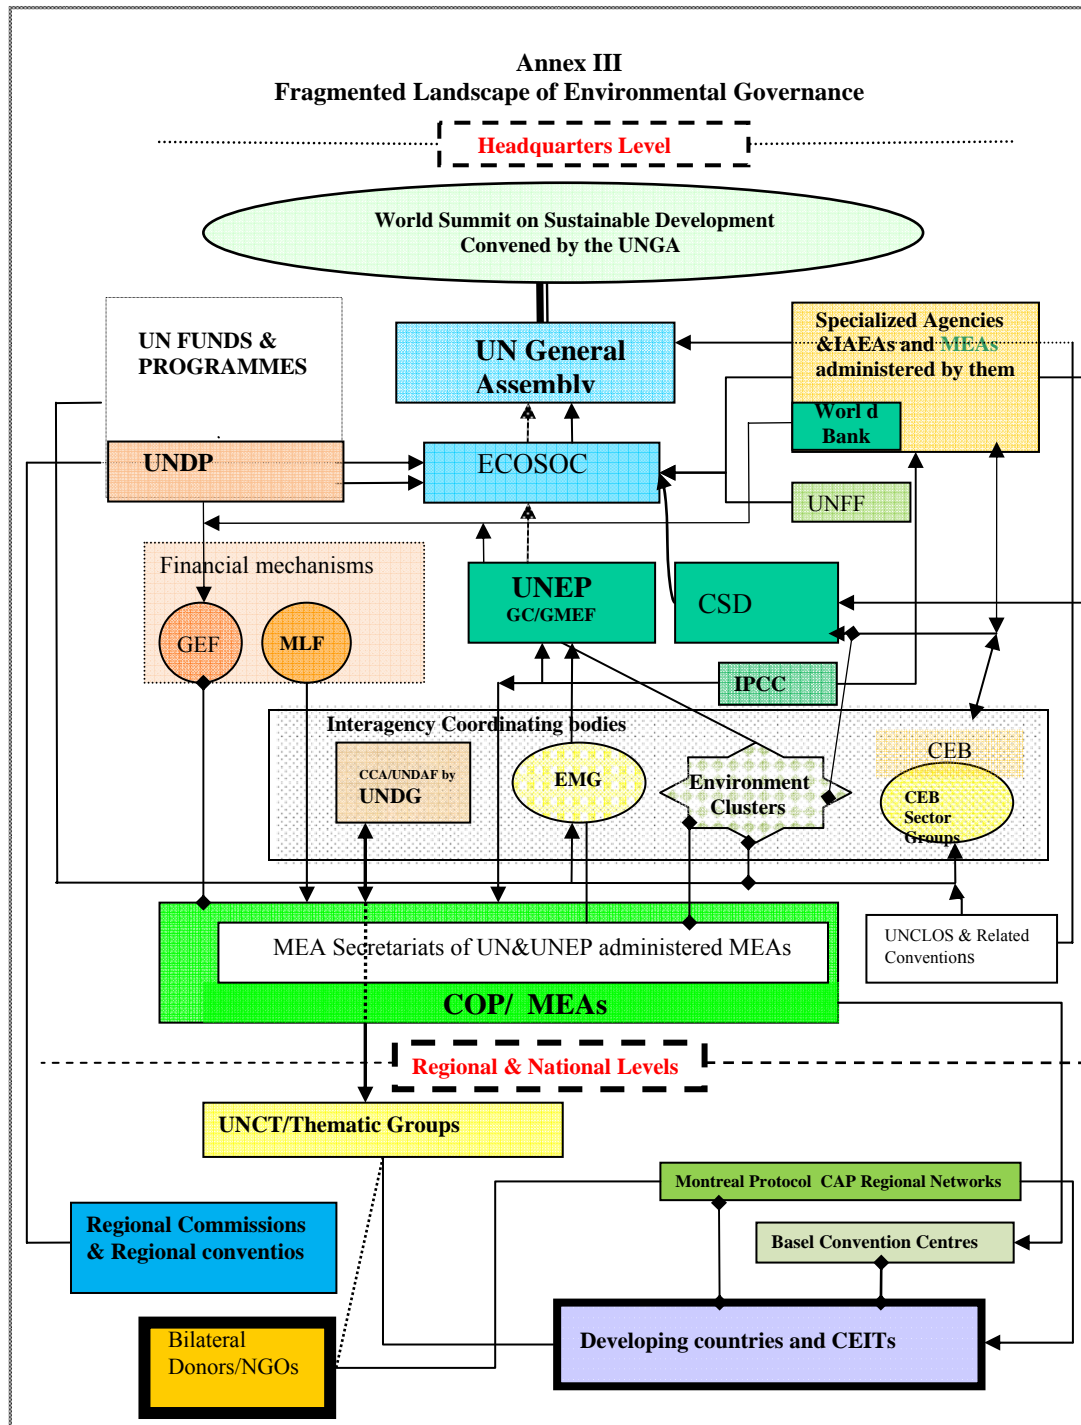 Annex III
Fragmented Landscape of Environmental Governance
Headquarters Level
World Summit on Sustainable Development
Convened by the UNGA
UN FUNDS &
PROGRAMMES
UN General
Assembly
Specialized Agencies
&IAEAs and MEAs
administered by them
Worl d
Bank
UNDP
ECOSOC
UNFF
Financial mechanisms
UNEP
GC/GMEF
CSD
GEF
MLF
IPCC
Interagency Coordinating bodies
CCA/UNDAF by
UNDG
EMG
Environment
Clusters
CEB
CEB
Sector
Groups
MEA Secretariats of UN&UNEP administered MEAs
COP/ MEAs
UNCLOS & Related
Conventions
Regional & National Levels
UNCT/Thematic Groups
Montreal Protocol CAP Regional Networks
Regional Commissions
& Regional conventios
Basel Convention Centres
Bilateral
Donors/NGOs
Developing countries and CEITs